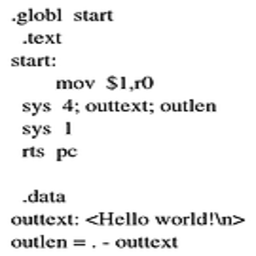 .globl start
.text
start:
mov $1,r0
sys 4; outtext; outlen
sys 1
rts pc
.data
outtext: <Hello world!\n>
outlen = . - outtext